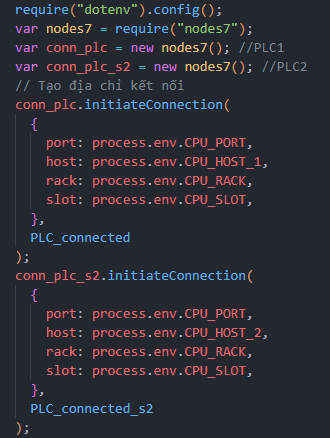 require("dotenv").config();
var nodes7 = require("nodes7");
var conn_plc = new nodes7(); //PLC1
var conn_plc_s2 = new nodes7(); //PLC2
// Tạo địa chỉ kết nối
conn_plc.initiateConnection(
  {
    port: process.env.CPU_PORT,
    host: process.env.CPU_HOST_1,
    rack: process.env.CPU_RACK,
    slot: process.env.CPU_SLOT,
  },
  PLC_connected
);
conn_plc_s2.initiateConnection(
  {
    port: process.env.CPU_PORT,
    host: process.env.CPU_HOST_2,
    rack: process.env.CPU_RACK,
    slot: process.env.CPU_SLOT,
  },
  PLC_connected_s2
);